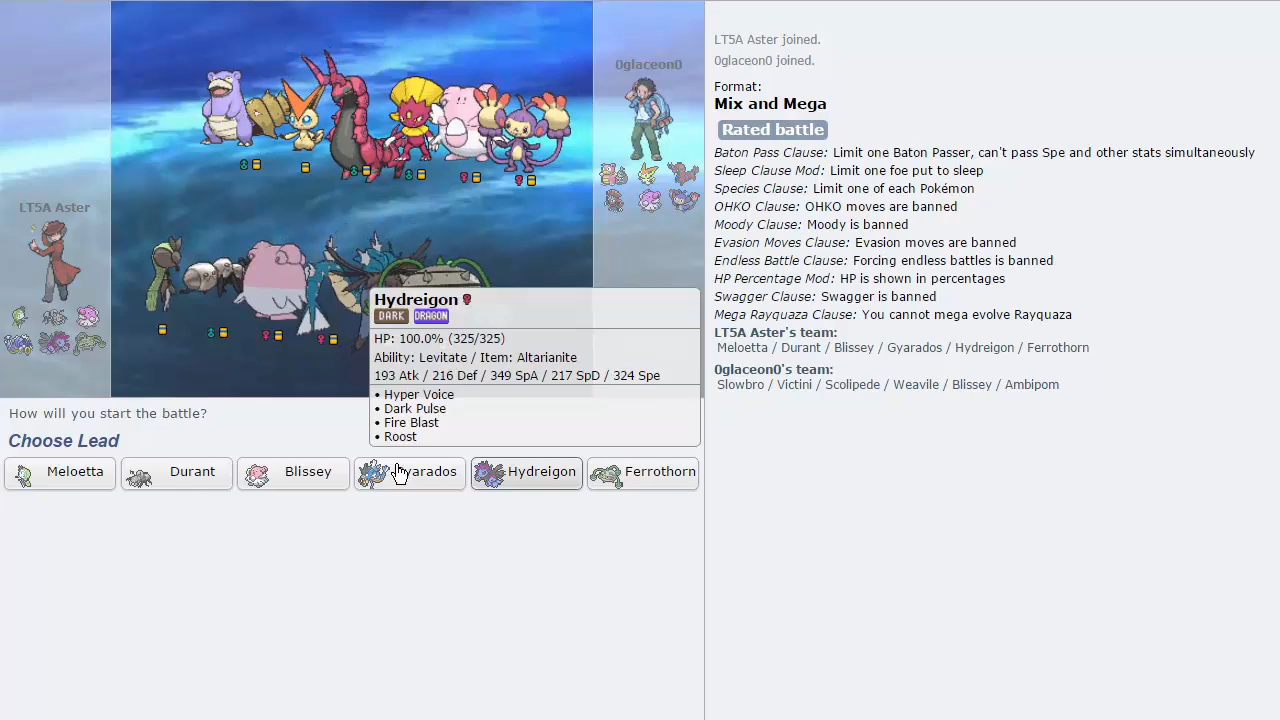 0glaceon0
LT5A Aster
Hydreigon
DARK DRAGON
HP: 100.0% (325/325)
Ability: Levitate / Item: Altarianite
193 Atk / 216 Def / 349 SpA / 217 SpD / 324 Spe
• Hyper Voice
• Dark Pulse
• Fire Blast
• Roost
How will you start the battle?
Choose Lead
Meloetta
Durant
Blissey
yarados
Hydreigon
Ferrothorn
LT5A Aster joined.
0glaceon0 joined.
Format:
Mix and Mega
Rated battle
Baton Pass Clause: Limit one Baton Passer, can't pass Spe and other stats simultaneously
Sleep Clause Mod: Limit one foe put to sleep
Species Clause: Limit one of each Pokémon
OHKO Clause: OHKO moves are banned
Moody Clause: Moody is banned
Evasion Moves Clause: Evasion moves are banned
Endless Battle Clause: Forcing endless battles is banned
HP Percentage Mod: HP is shown in percentages
Swagger Clause: Swagger is banned
Mega Rayquaza Clause: You cannot mega evolve Rayquaza
LT5A Aster's team:
Meloetta / Durant / Blissey / Gyarados / Hydreigon / Ferrothorn
0glaceon0's team:
Slowbro / Victini / Scolipede / Weavile / Blissey / Ambipom